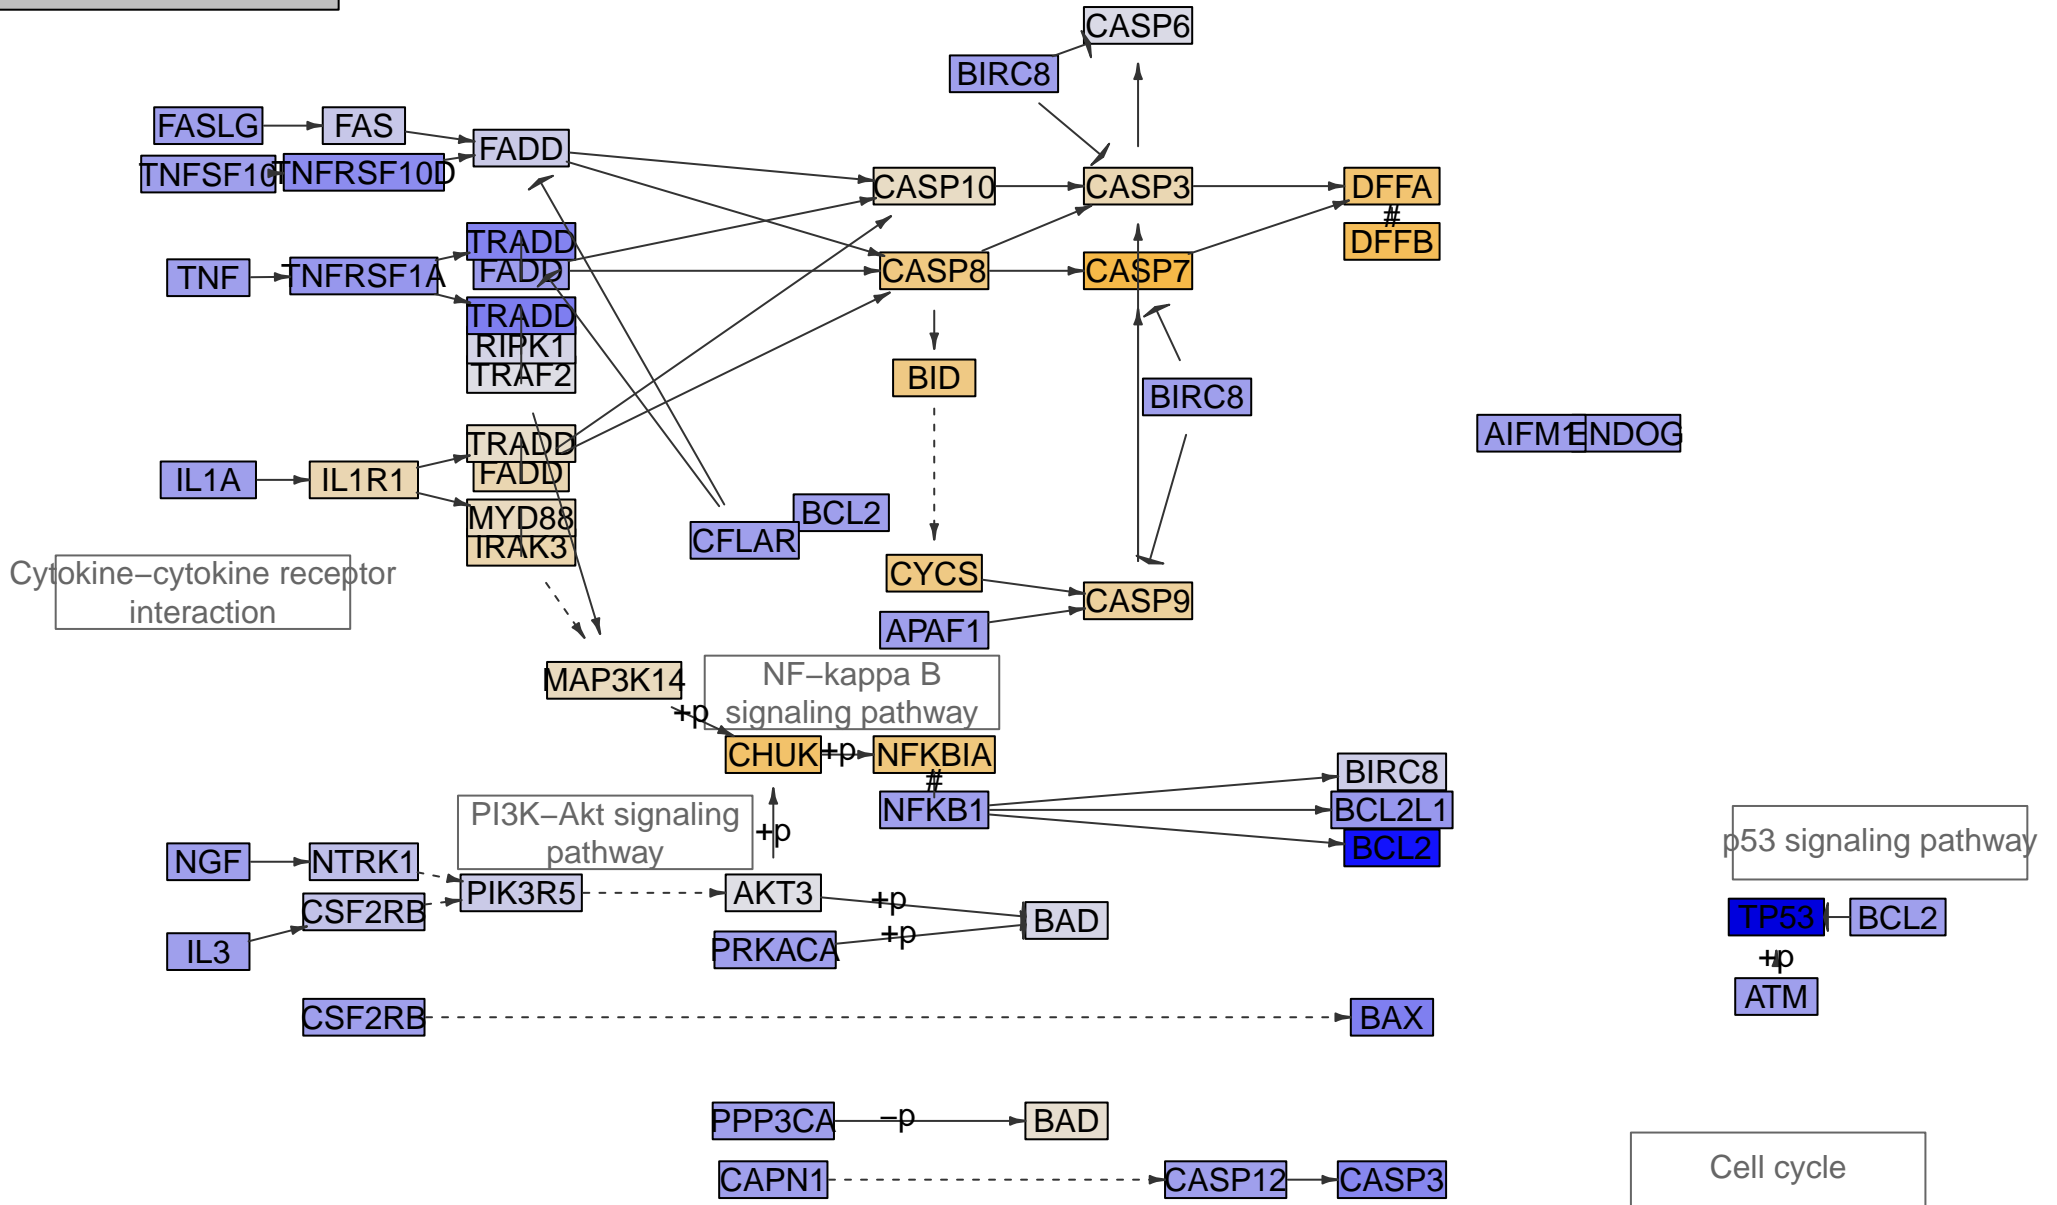 CASP6
BIRC8
FASLG
FAS
FADD
TNFSF10
TNFRSF10D
CASP10
CASP3
DFFA
#
DFFB
TRADD
FADD
TNF
TNFRSF1A
CASP8
CASP7
TRADD
RIPK1
TRAF2
BID
BIRC8
TRADD
FADD
IL1A
IL1R1
AIFM1
ENDOG
MYD88
IRAK3
BCL2
CFLAR
CYCS
CASP9
APAF1
Cytokine–cytokine receptor
interaction
MAP3K14
NF–kappa B
signaling pathway
+p
CHUK
+p
NFKBIA
#
NFKB1
BIRC8
BCL2L1
BCL2
PI3K–Akt signaling
pathway
+p
p53 signaling pathway
NGF
NTRK1
PIK3R5
AKT3
+p
BAD
CSF2RB
IL3
PRKACA
+p
TP53
BCL2
+p
ATM
CSF2RB
BAX
PPP3CA
–p
BAD
CAPN1
CASP12
CASP3
Cell cycle